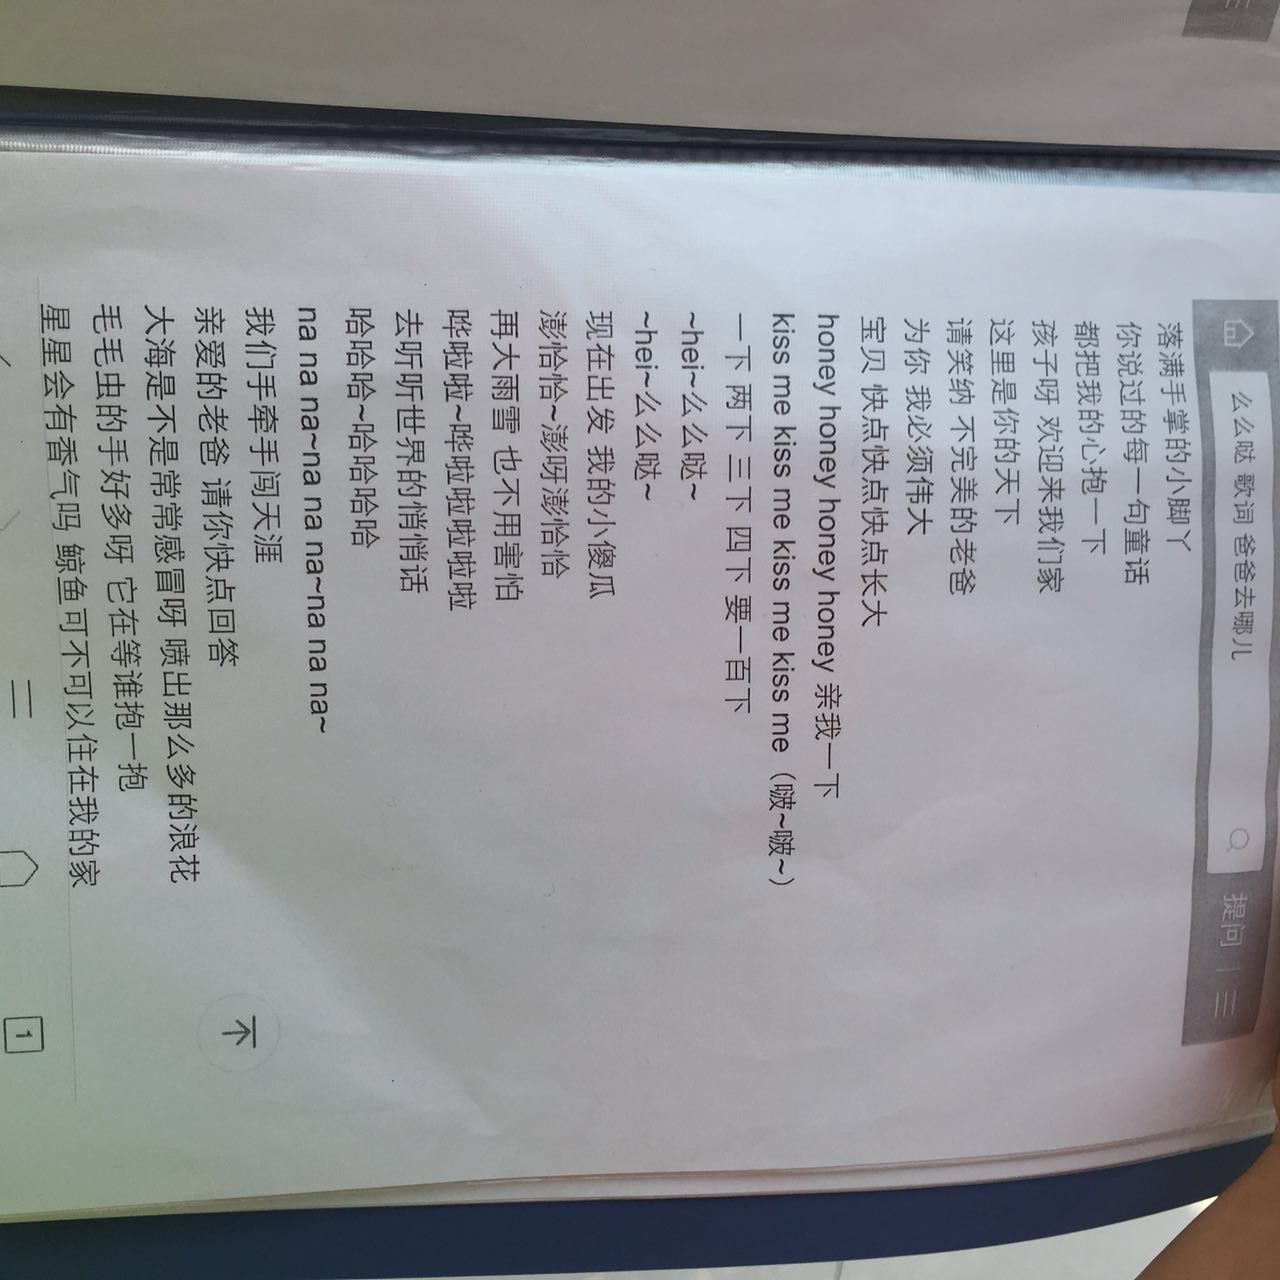 么么哒 歌词 爸爸去哪儿
提问
落满手掌的小脚丫
你说过的每一句童话
都把我的心抱一下
孩子呀 欢迎来我们家
这里是你的天下
请笑纳 不完美的老爸
为你 我必须伟大
宝贝 快点快点快点长大
honey honey honey honey 亲我一下
kiss me kiss me kiss me kiss me（啵~啵~）
一下 两下 三下 四下 要一百下
~hei~么么哒~
~hei~么么哒~
现在出发 我的小傻瓜
澎恰恰~澎呀澎恰恰
再大雨雪 也不用害怕
哗啦啦~哗啦啦啦啦啦
去听听世界的悄悄话
哈哈哈~哈哈哈哈
na na na~na na na~na na na~
我们手牵手闯天涯
亲爱的老爸 请你快点回答
大海是不是常常感冒呀 喷出那么多的浪花
毛毛虫的手好多呀 它在等谁抱一抱
星星会有香气吗 鲸鱼可不可以住在我的家
1